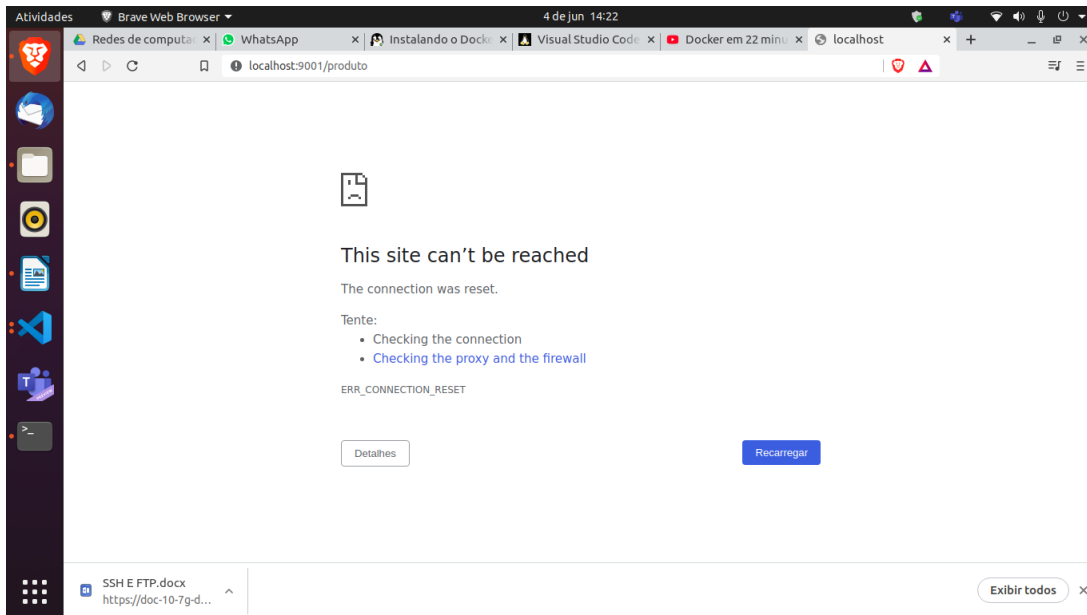 Atividades Brave Web Browser 4 de jun 14:22
Redes de computa WhatsApp Instalando o Docke Visual Studio Code Docker em 22 minu localhost
localhost:9001/produto
This site can't be reached
The connection was reset.
Tente:
Checking the connection
Checking the proxy and the firewall
ERR_CONNECTION_RESET
Detalhes Recarregar
SSH E FTP.docx
https://doc-10-7g-d...
Exibir todos